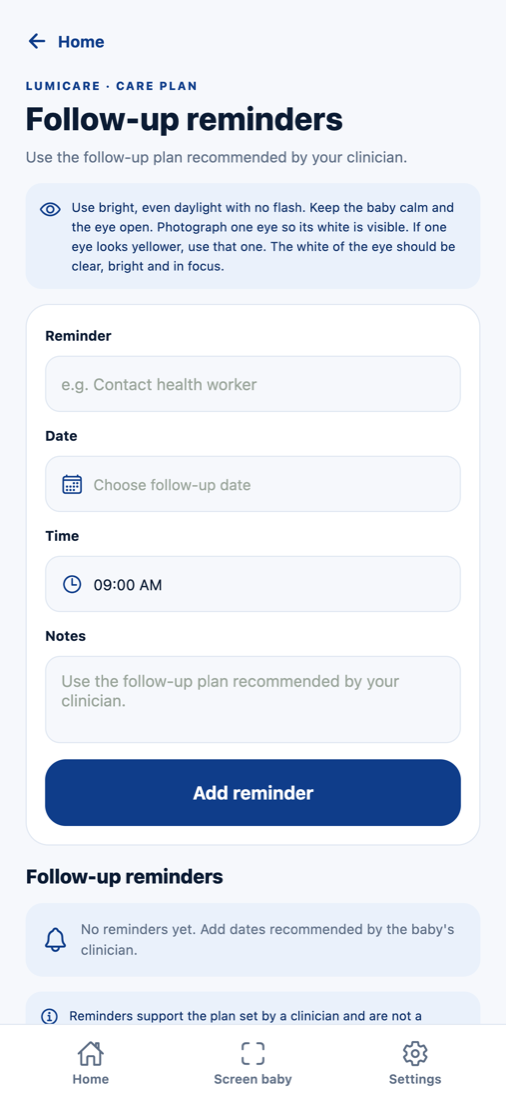 Home
LUMICARE · CARE PLAN
Follow-up reminders
Use the follow-up plan recommended by your clinician.
Use bright, even daylight with no flash. Keep the baby calm and
the eye open. Photograph one eye so its white is visible. If one
eye looks yellower, use that one. The white of the eye should be
clear, bright and in focus.
Reminder
e.g. Contact health worker
Date
Choose follow-up date
Time
09:00 AM
Notes
Use the follow-up plan recommended by your
clinician.
Add reminder
Follow-up reminders
No reminders yet. Add dates recommended by the baby's
clinician.
Reminders support the plan set by a clinician and are not a
Home
Screen baby
Settings